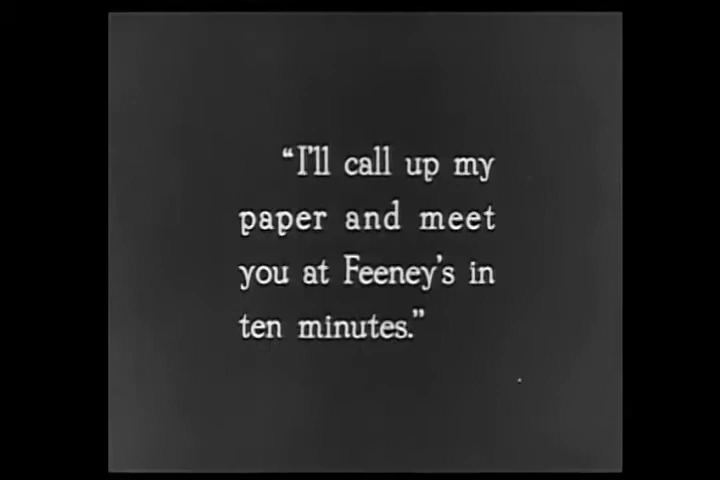 “I'll call up my
paper and meet
you at Feeney's in
ten minutes.”